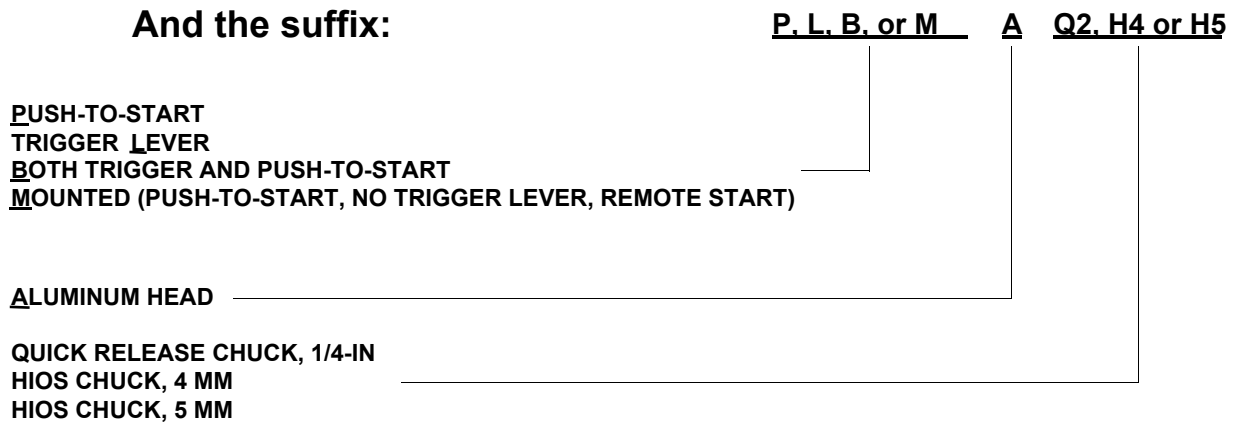 And the suffix: P, L, B, or M A Q2, H4 or H5
PUSH-TO-START
TRIGGER LEVER
BOTH TRIGGER AND PUSH-TO-START
MOUNTED (PUSH-TO-START, NO TRIGGER LEVER, REMOTE START)
ALUMINUM HEAD
QUICK RELEASE CHUCK, 1/4-IN
HIOS CHUCK, 4 MM
HIOS CHUCK, 5 MM